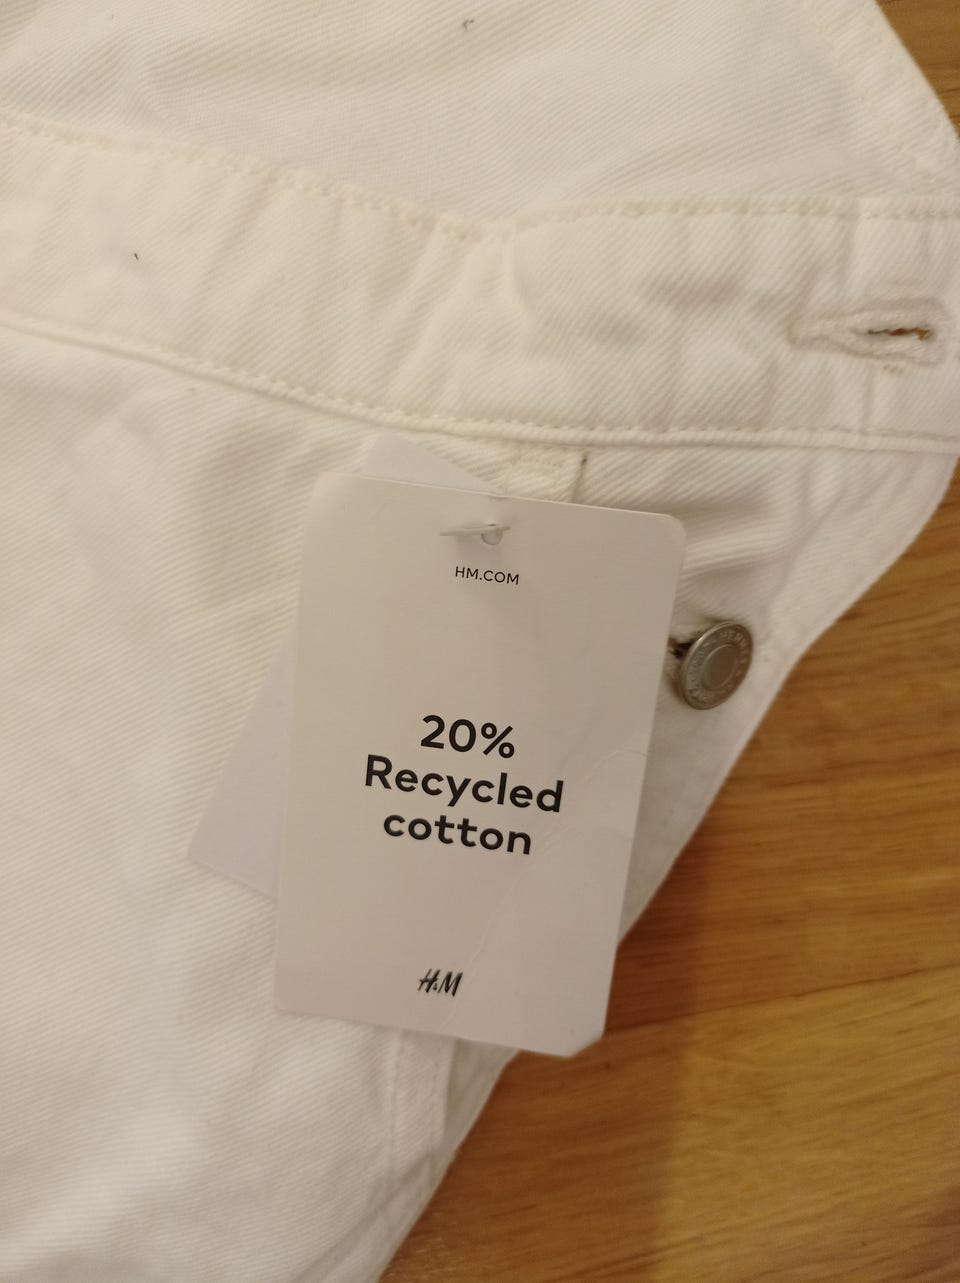 HM.COM
20%
Recycled
cotton
H&M